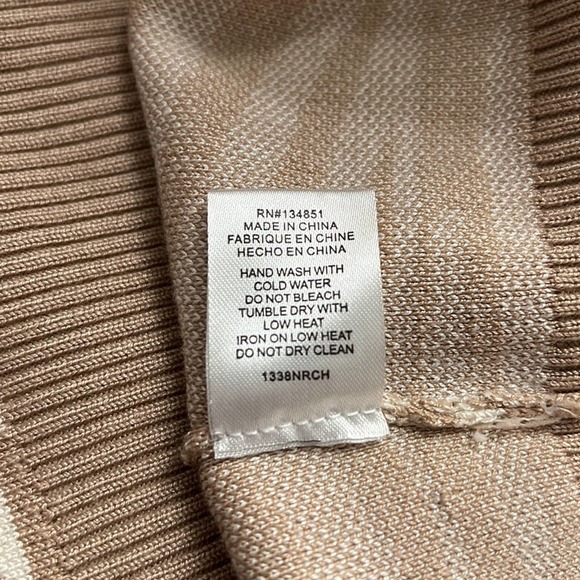 RN#134851
MADE IN CHINA
FABRIQUE EN CHINE
HECHO EN CHINA
HAND WASH WITH
COLD WATER
DO NOT BLEACH
TUMBLE DRY WITH
LOW HEAT
IRON ON LOW HEAT
DO NOT DRY CLEAN
1338NRCH